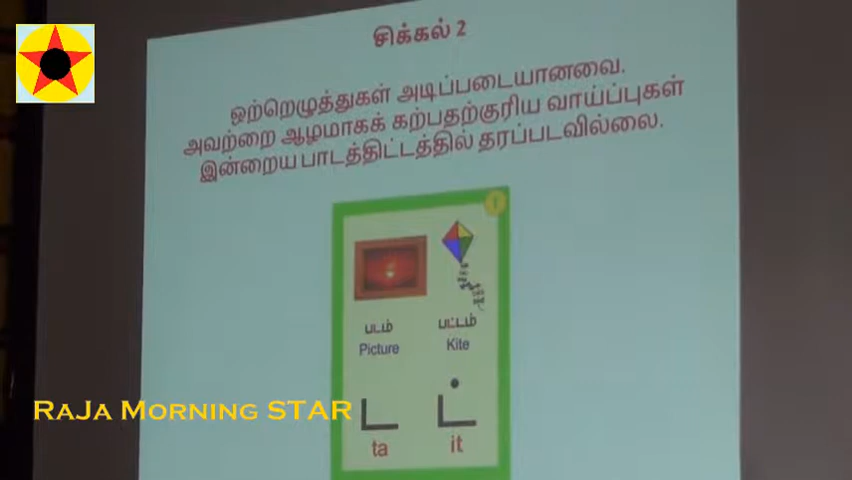 சிக்கல் 2
ஒற்றெழுத்துகள் அடிப்படையானவை.
அவற்றை ஆழமாகக் கற்பதற்குரிய வாய்ப்புகள்
இன்றைய பாடத்திட்டத்தில் தரப்படவில்லை.
1
படம் பட்டம்
Picture Kite
ட ட்
ta it
RAJA MORNING STAR